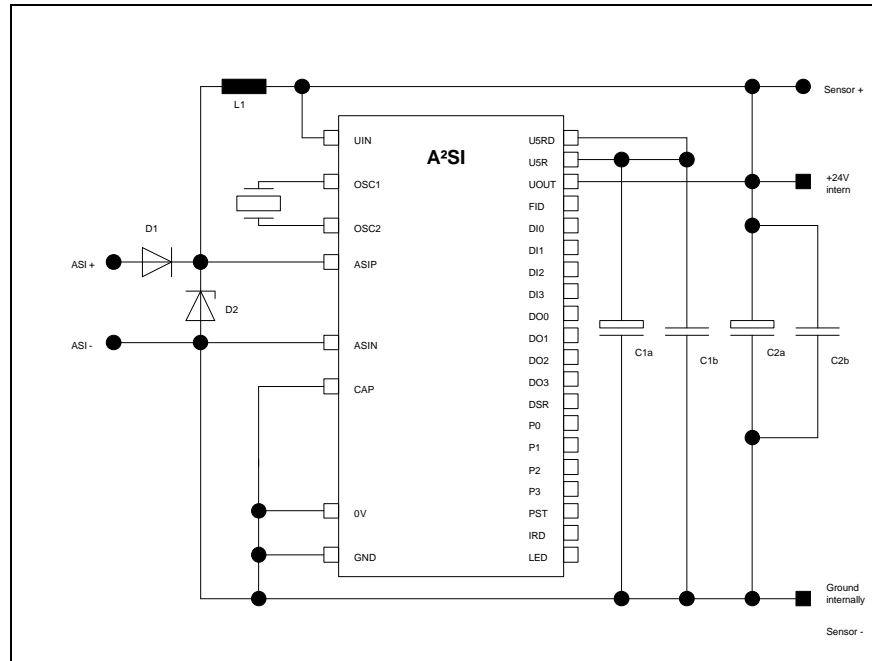 Sensor +
L1
A²SI
UIN
U5RD
U5R
OSC1
UOUT
+24V
intern
FID
OSC2
DI0
D1
DI1
ASI +
ASIP
DI2
DI3
D2
DO0
ASI -
ASIN
DO1
C1a
C1b
C2a
C2b
DO2
CAP
DO3
DSR
P0
P1
P2
P3
0V
PST
IRD
GND
LED
Ground
internally
Sensor -